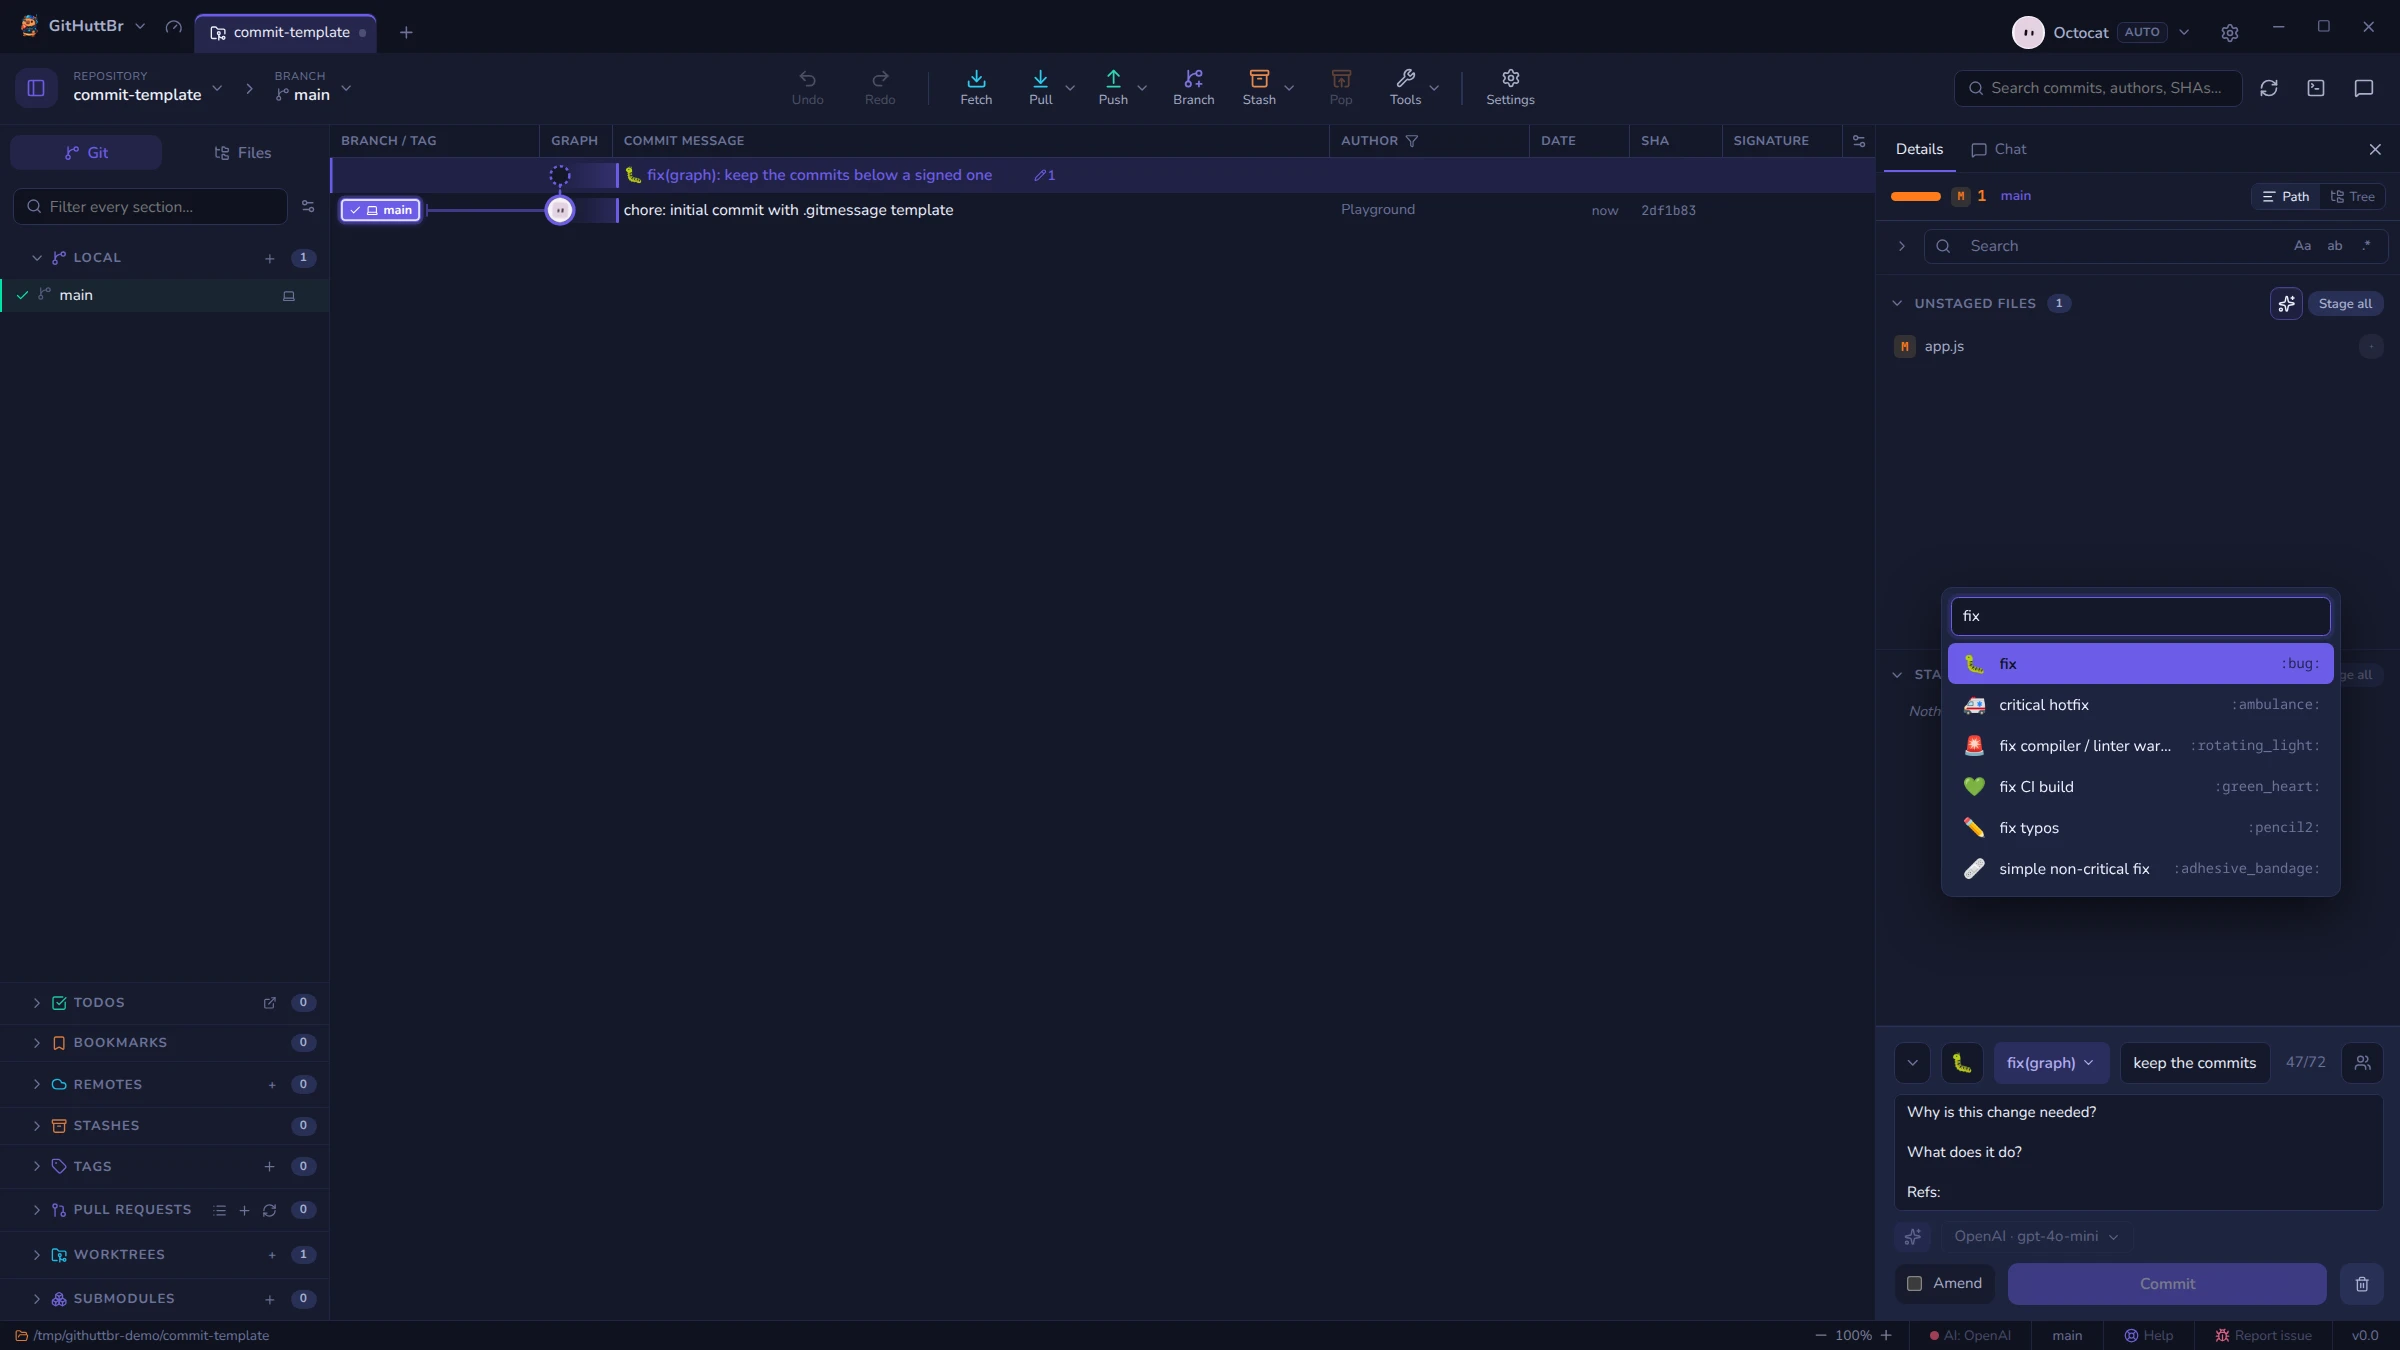 GitHuttBr
commit-template
Octocat AUTO
REPOSITORY
commit-template
BRANCH
main
Undo
Redo
Fetch
Pull
Push
Branch
Stash
Pop
Tools
Settings
Search commits, authors, SHAs...
Git
Files
Filter every section...
LOCAL 1
main
TODOS 0
BOOKMARKS 0
REMOTES 0
STASHES 0
TAGS 0
PULL REQUESTS 0
WORKTREES 1
SUBMODULES 0
BRANCH / TAG GRAPH COMMIT MESSAGE AUTHOR DATE SHA SIGNATURE
🐛 fix(graph): keep the commits below a signed one 1
main chore: initial commit with .gitmessage template Playground now 2df1b83
Details
Chat
M 1 main
Path
Tree
Search Aa ab .*
UNSTAGED FILES 1
Stage all
M app.js
fix
🐛 fix :bug:
🚑 critical hotfix :ambulance:
🚨 fix compiler / linter war... :rotating_light:
💚 fix CI build :green_heart:
✏️ fix typos :pencil2:
🩹 simple non-critical fix :adhesive_bandage:
STA
ge all
Noth
🐛 fix(graph) keep the commits 47/72
Why is this change needed?
What does it do?
Refs:
OpenAI · gpt-4o-mini
Amend
Commit
/tmp/githuttbr-demo/commit-template
100%
AI: OpenAI
main
Help
Report issue
v0.0